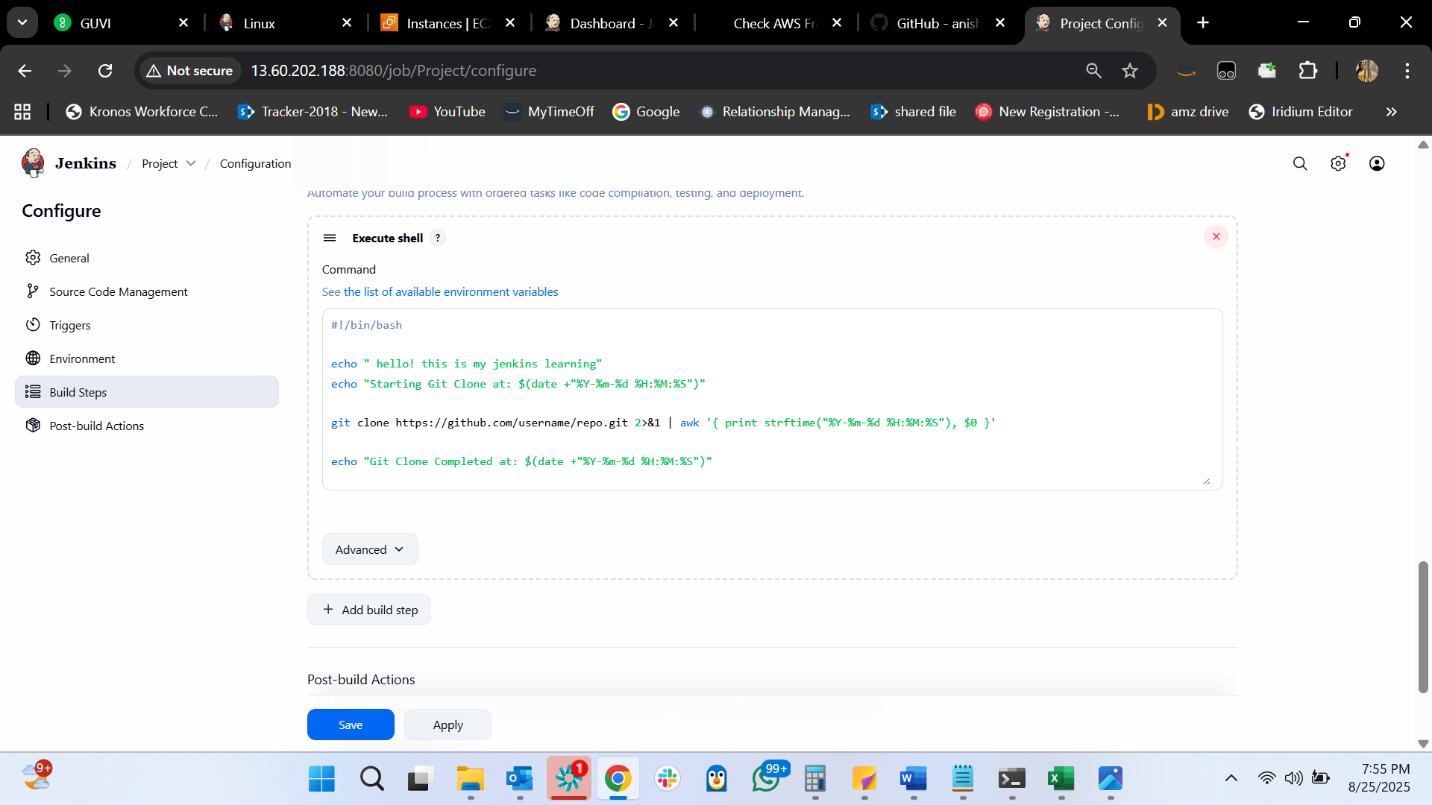 GUVI
Linux
Instances | EC2
Dashboard - J
Check AWS Fr
GitHub - anish
Project Config
Not secure
13.60.202.188:8080/job/Project/configure
Kronos Workforce C...
Tracker-2018 - New...
YouTube
MyTimeOff
Google
Relationship Manag...
shared file
New Registration -...
amz drive
Iridium Editor
Jenkins / Project / Configuration
Configure
General
Source Code Management
Triggers
Environment
Build Steps
Post-build Actions
Automate your build process with ordered tasks like code compilation, testing, and deployment.
Execute shell ?
Command
See the list of available environment variables
#!/bin/bash
echo " hello! this is my jenkins learning"
echo "Starting Git Clone at: $(date +"%Y-%m-%d %H:%M:%S")"
git clone https://github.com/username/repo.git 2>&1 | awk '{ print strftime("%Y-%m-%d %H:%M:%S"), $0 }'
echo "Git Clone Completed at: $(date +"%Y-%m-%d %H:%M:%S")"
Advanced
+ Add build step
Post-build Actions
Save
Apply
9+
1
99+
7:55 PM
8/25/2025